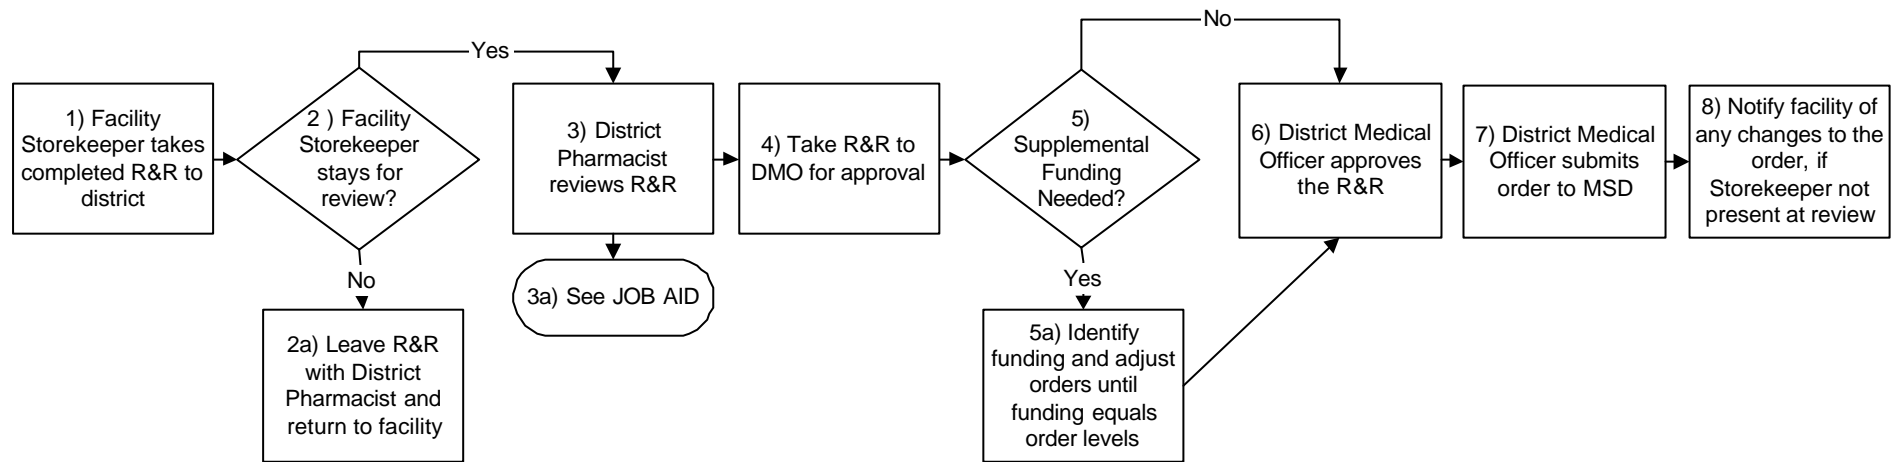 1) Facility
Storekeeper takes
completed R&R to
district
2 ) Facility
Storekeeper
stays for
review?
Yes
No
2a) Leave R&R
with District
Pharmacist and
return to facility
3) District
Pharmacist
reviews R&R
3a) See JOB AID
4) Take R&R to
DMO for approval
5)
Supplemental
Funding
Needed?
No
Yes
5a) Identify
funding and adjust
orders until
funding equals
order levels
6) District Medical
Officer approves
the R&R
7) District Medical
Officer submits
order to MSD
8) Notify facility of
any changes to the
order, if
Storekeeper not
present at review